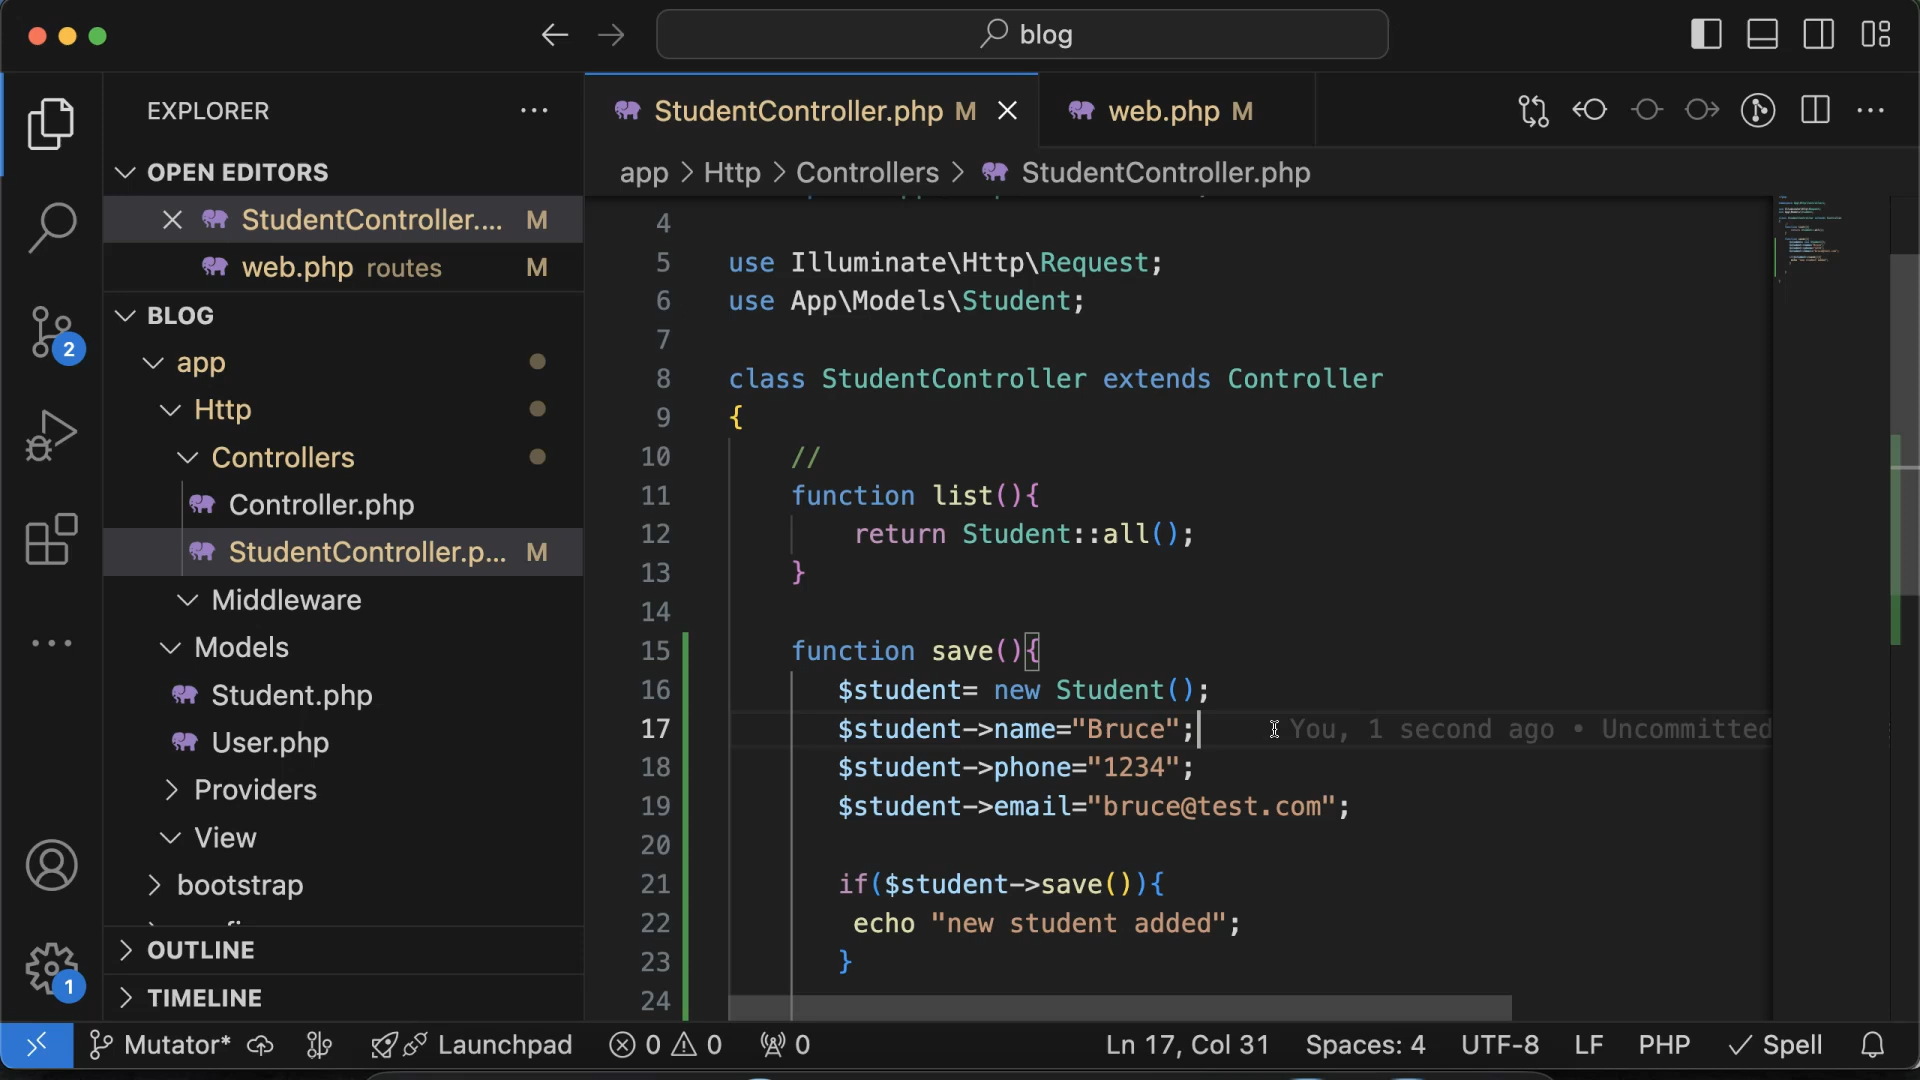 blog
EXPLORER
StudentController.php M
web.php M
OPEN EDITORS
app > Http > Controllers > StudentController.php
StudentController.... M
web.php routes M
BLOG
app
Http
Controllers
Controller.php
StudentController.p... M
Middleware
Models
Student.php
User.php
Providers
View
bootstrap
OUTLINE
TIMELINE
2
1
4
5 use Illuminate\Http\Request;
6 use App\Models\Student;
7
8 class StudentController extends Controller
9 {
10 //
11 function list(){
12 return Student::all();
13 }
14
15 function save(){
16 $student= new Student();
17 $student->name="Bruce"; You, 1 second ago • Uncommitted
18 $student->phone="1234";
19 $student->email="bruce@test.com";
20
21 if($student->save()){
22 echo "new student added";
23 }
24
Mutator* Launchpad 0 0 0 Ln 17, Col 31 Spaces: 4 UTF-8 LF PHP Spell